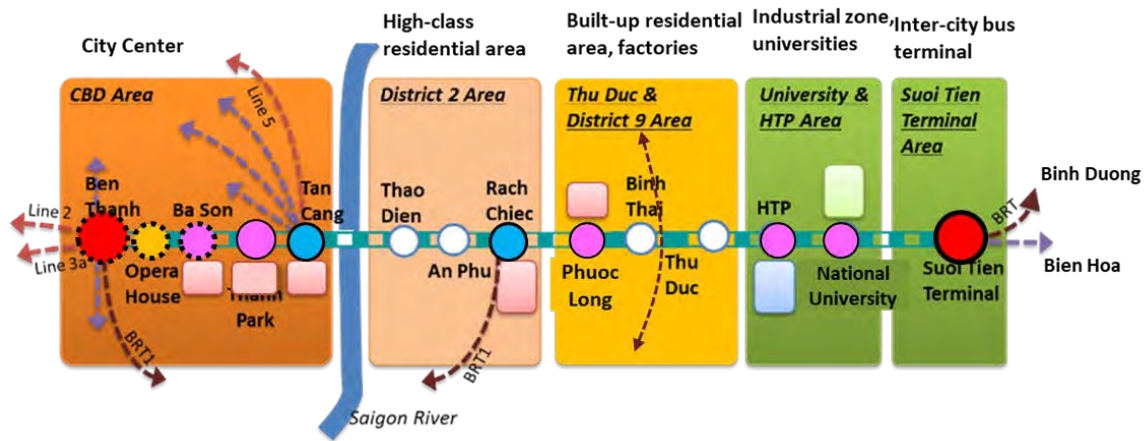 City Center
High-class
residential area
Built-up residential
area, factories
Industrial zone,
universities
Inter-city bus
terminal
CBD Area
District 2 Area
Thu Duc &
District 9 Area
University &
HTP Area
Suoi Tien
Terminal
Area
Line 5
Ben
Thanh
Ba Son
Tan
Cang
Thao
Dien
Rach
Chiec
Binh
Thai
HTP
Binh Duong
BRT
Line 2
Line 3a
Opera
House
Park
An Phu
Phuoc
Long
Thu
Duc
National
University
Suoi Tien
Terminal
Bien Hoa
BRT1
BRT1
Saigon River